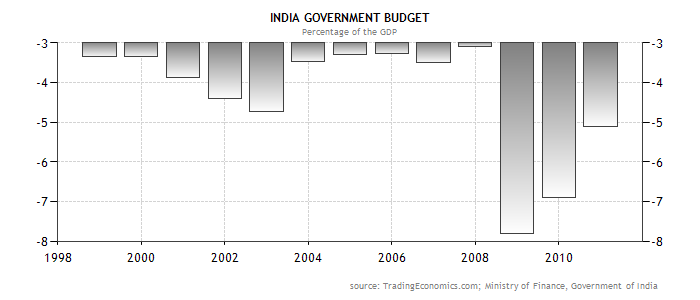 INDIA GOVERNMENT BUDGET
Percentage of the GDP
-3 -3
-4 -4
-5 -5
-6 -6
-7 -7
-8 -8
1998 2000 2002 2004 2006 2008 2010
source: TradingEconomics.com; Ministry of Finance, Government of India